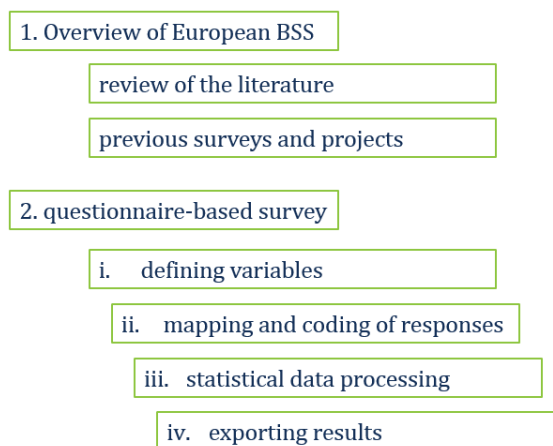 1. Overview of European BSS
review of the literature
previous surveys and projects
2. questionnaire-based survey
i. defining variables
ii. mapping and coding of responses
iii. statistical data processing
iv. exporting results